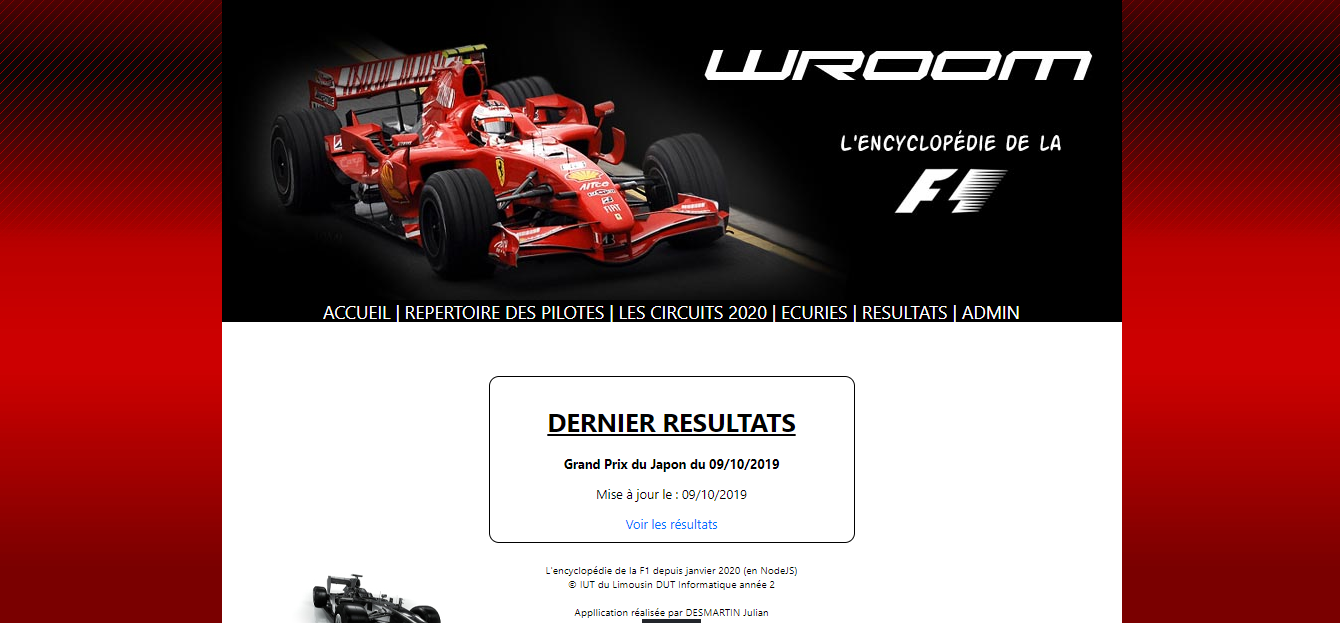 WROOM
L'ENCYCLOPÉDIE DE LA
F1
ACCUEIL | REPERTOIRE DES PILOTES | LES CIRCUITS 2020 | ECURIES | RESULTATS | ADMIN
DERNIER RESULTATS
Grand Prix du Japon du 09/10/2019
Mise à jour le : 09/10/2019
Voir les résultats
L'encyclopédie de la F1 depuis janvier 2020 (en NodeJS)
© IUT du Limousin DUT Informatique année 2
Appllication réalisée par DESMARTIN Julian